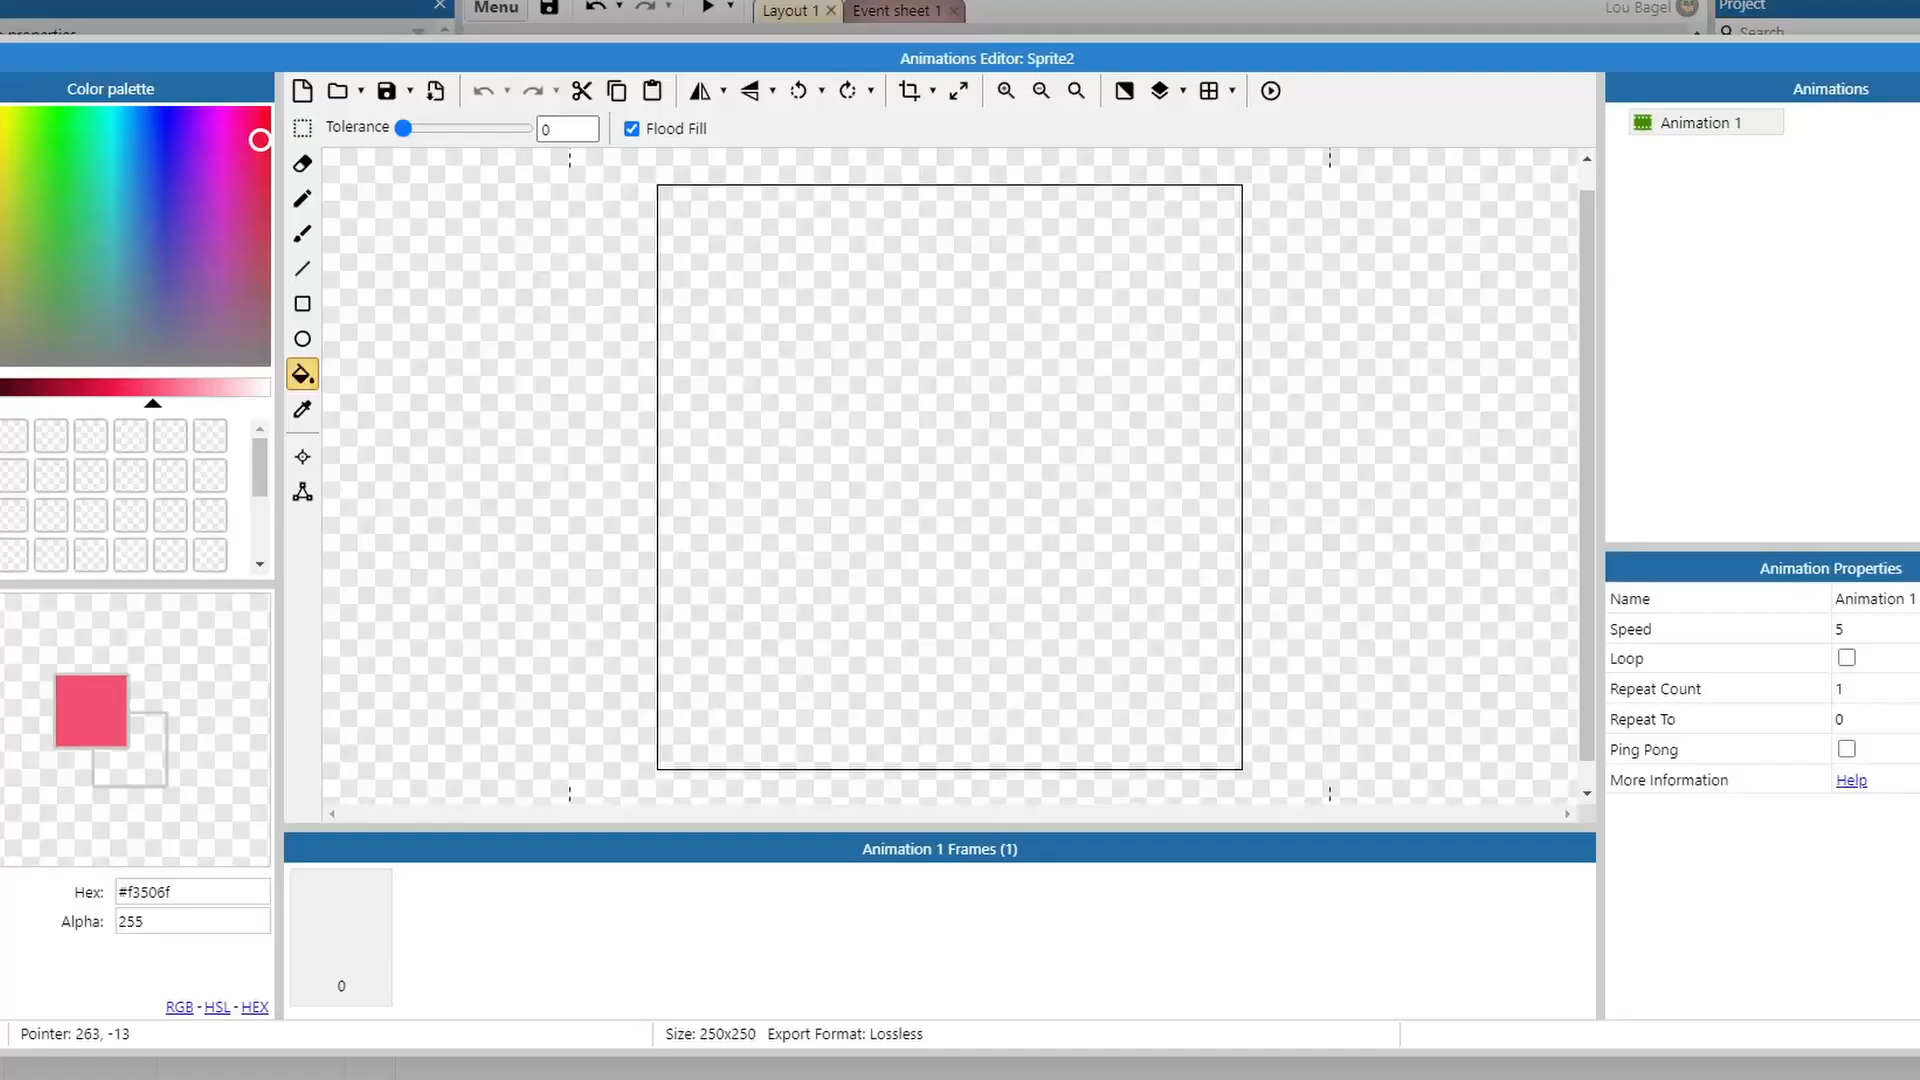 Menu
Layout 1
Event sheet 1
Lou Bagel
Project
properties
Search
Animations Editor: Sprite2
Color palette
Animations
Tolerance
0
Flood Fill
Animation 1
Animation Properties
Name
Animation 1
Speed
5
Loop
Repeat Count
1
Repeat To
0
Ping Pong
More Information
Help
Animation 1 Frames (1)
0
Hex:
#f3506f
Alpha:
255
RGB - HSL - HEX
Pointer: 263, -13
Size: 250x250
Export Format: Lossless